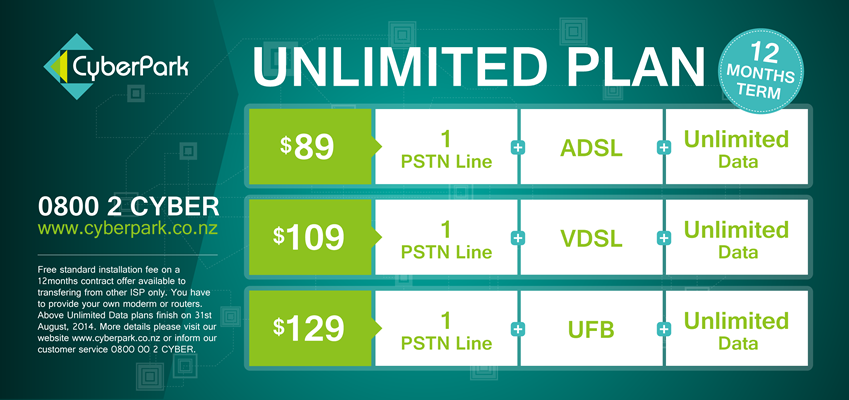 CyberPark
UNLIMITED PLAN
12
MONTHS
TERM
$89
1
PSTN Line
+
ADSL
+
Unlimited
Data
0800 2 CYBER
www.cyberpark.co.nz
$109
1
PSTN Line
+
VDSL
+
Unlimited
Data
Free standard installation fee on a
12months contract offer available to
transfering from other ISP only. You have
to provide your own moderm or routers.
Above Unlimited Data plans finish on 31st
August, 2014. More details please visit our
website www.cyberpark.co.nz or inform our
customer service 0800 00 2 CYBER.
$129
1
PSTN Line
+
UFB
+
Unlimited
Data